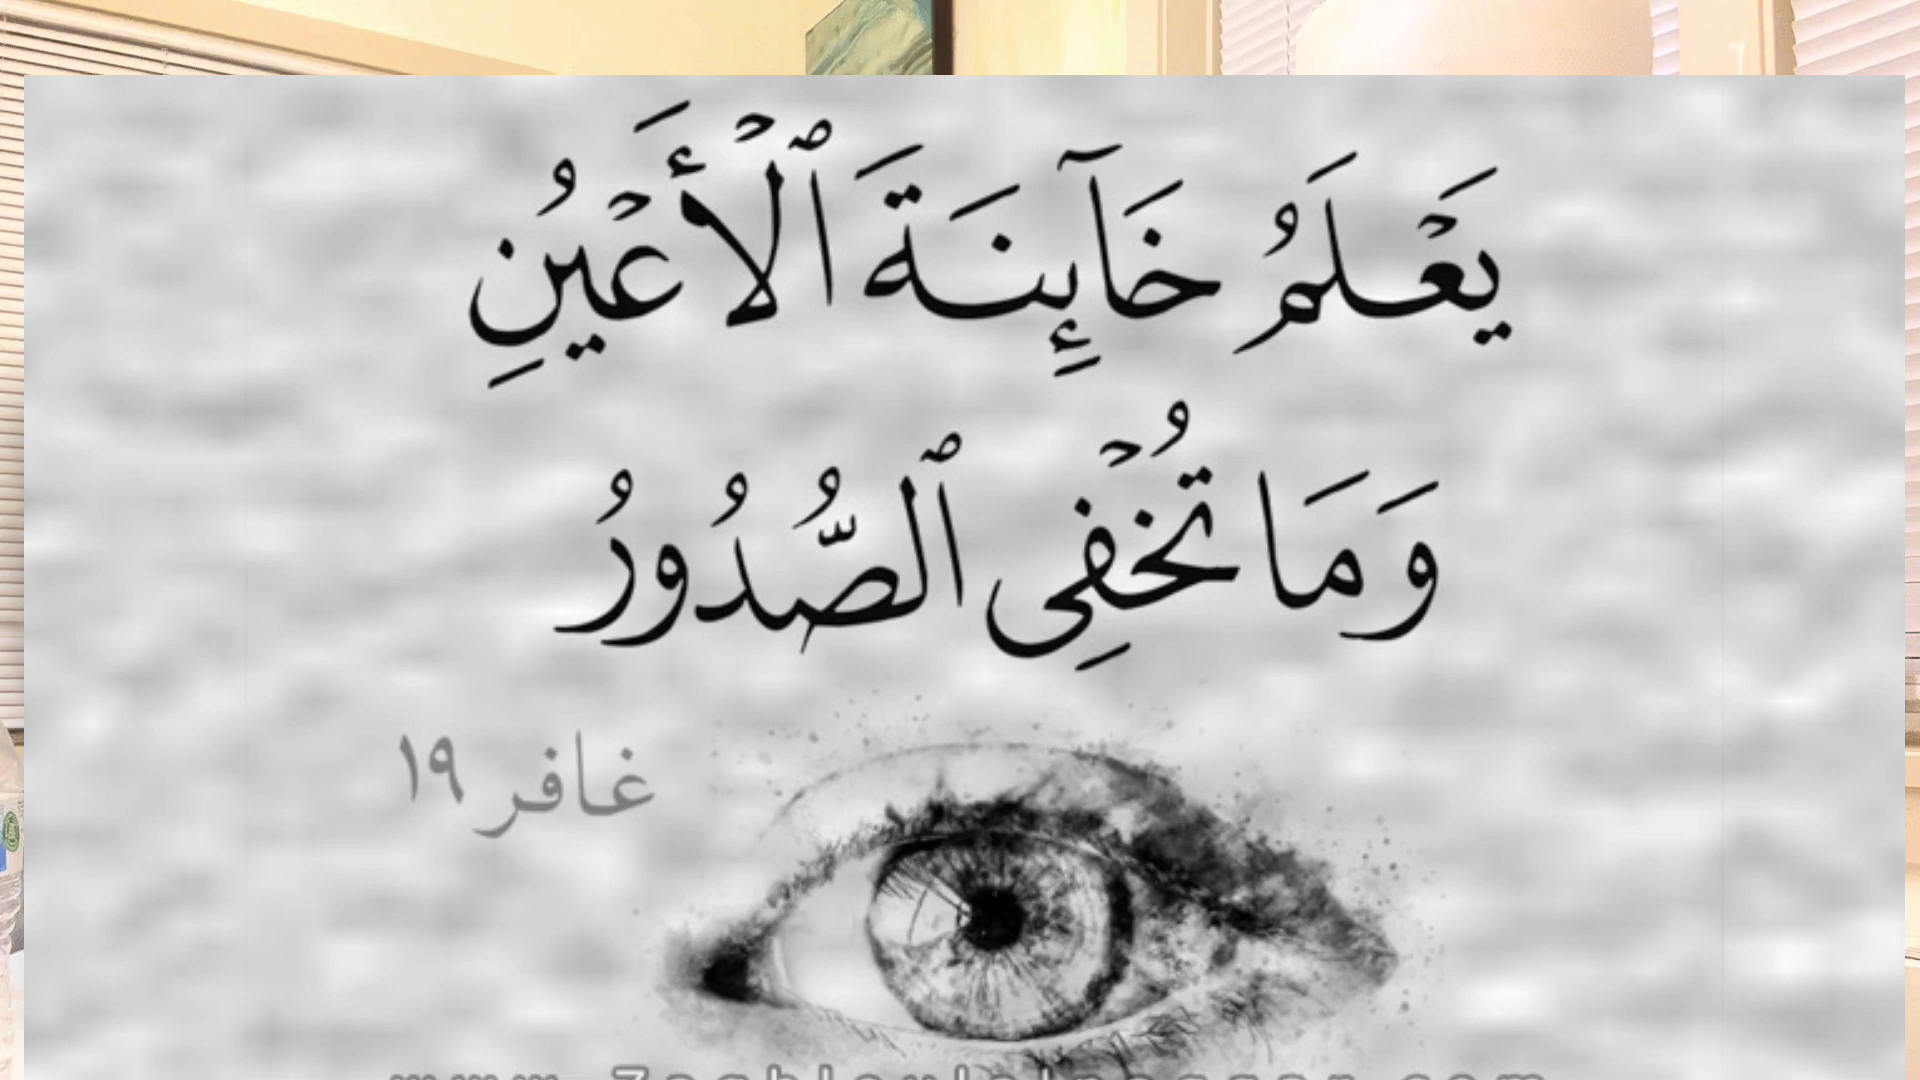 يَعْلَمُ خَآئِنَةَ ٱلْأَعْيُنِ
وَمَا تُخْفِى ٱلصُّدُورُ
غافر ١٩